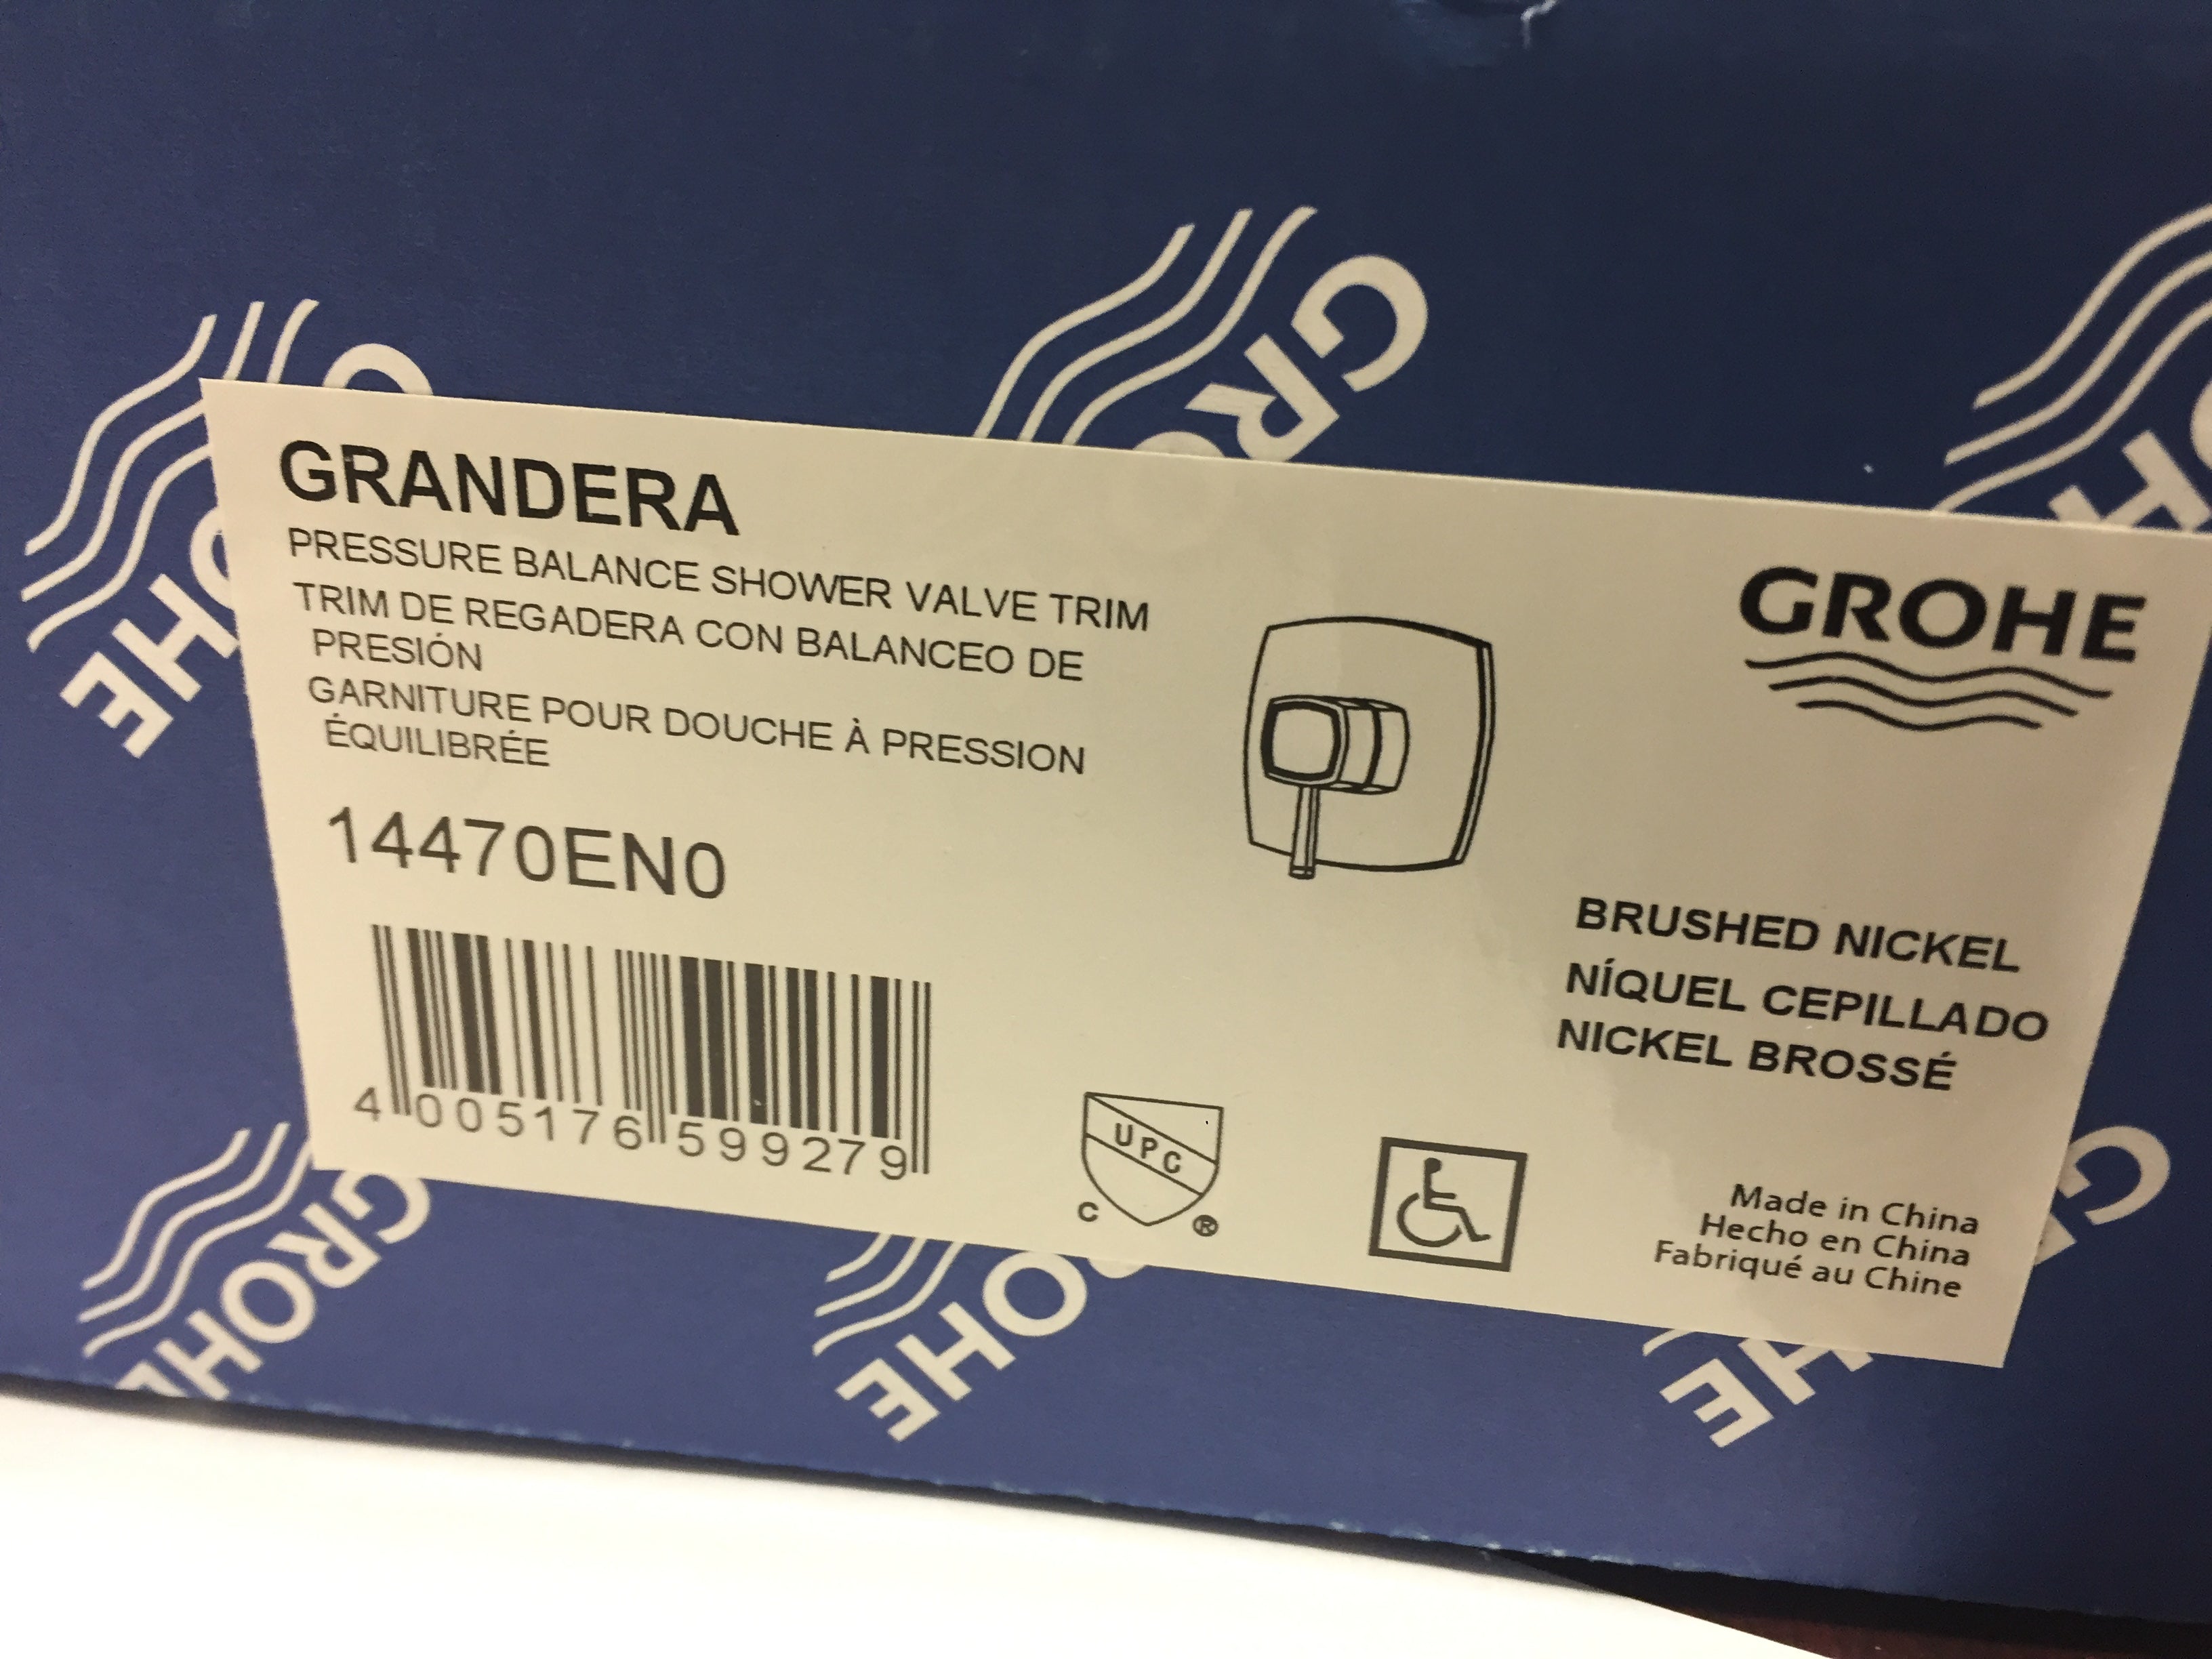 GRANDERA
PRESSURE BALANCE SHOWER VALVE TRIM
TRIM DE REGADERA CON BALANCEO DE
PRESIÓN
GARNITURE POUR DOUCHE À PRESSION
ÉQUILIBRÉE
14470EN0
4 005176 599279
GROHE
BRUSHED NICKEL
NÍQUEL CEPILLADO
NICKEL BROSSÉ
UPC
C ®
Made in China
Hecho en China
Fabriqué au Chine
GROHE